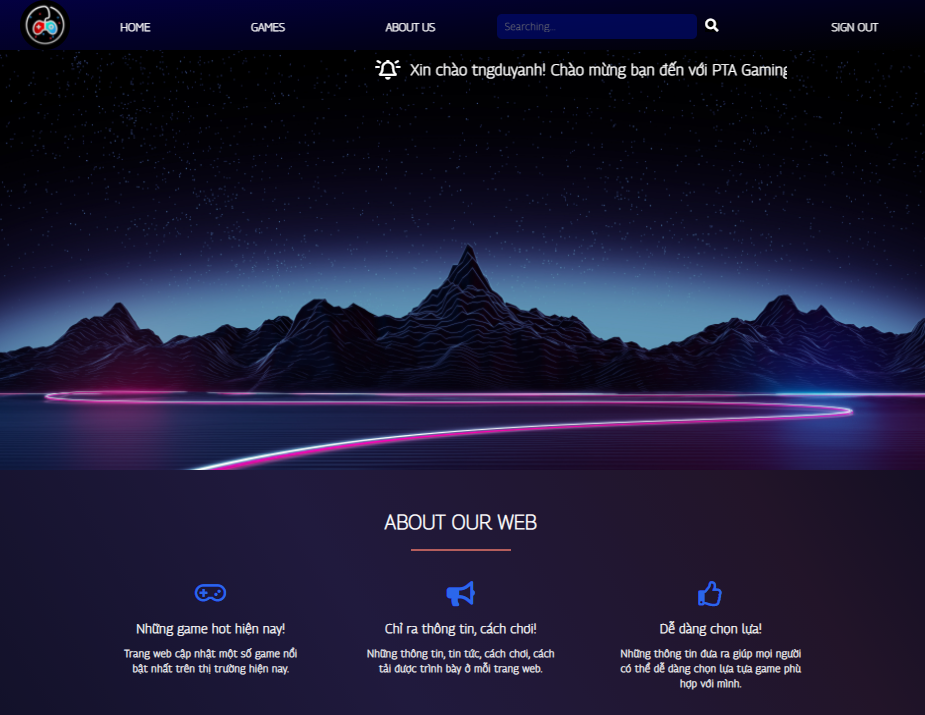 HOME GAMES ABOUT US Searching... SIGN OUT
Xin chào tngduyanh! Chào mừng bạn đến với PTA Gaming
ABOUT OUR WEB
Những game hot hiện nay!
Trang web cập nhật một số game nổi
bật nhất trên thị trường hiện nay.
Chỉ ra thông tin, cách chơi!
Những thông tin, tin tức, cách chơi, cách
tải được trình bày ở mỗi trang web.
Dễ dàng chọn lựa!
Những thông tin đưa ra giúp mọi người
có thể dễ dàng chọn lựa tựa game phù
hợp với mình.